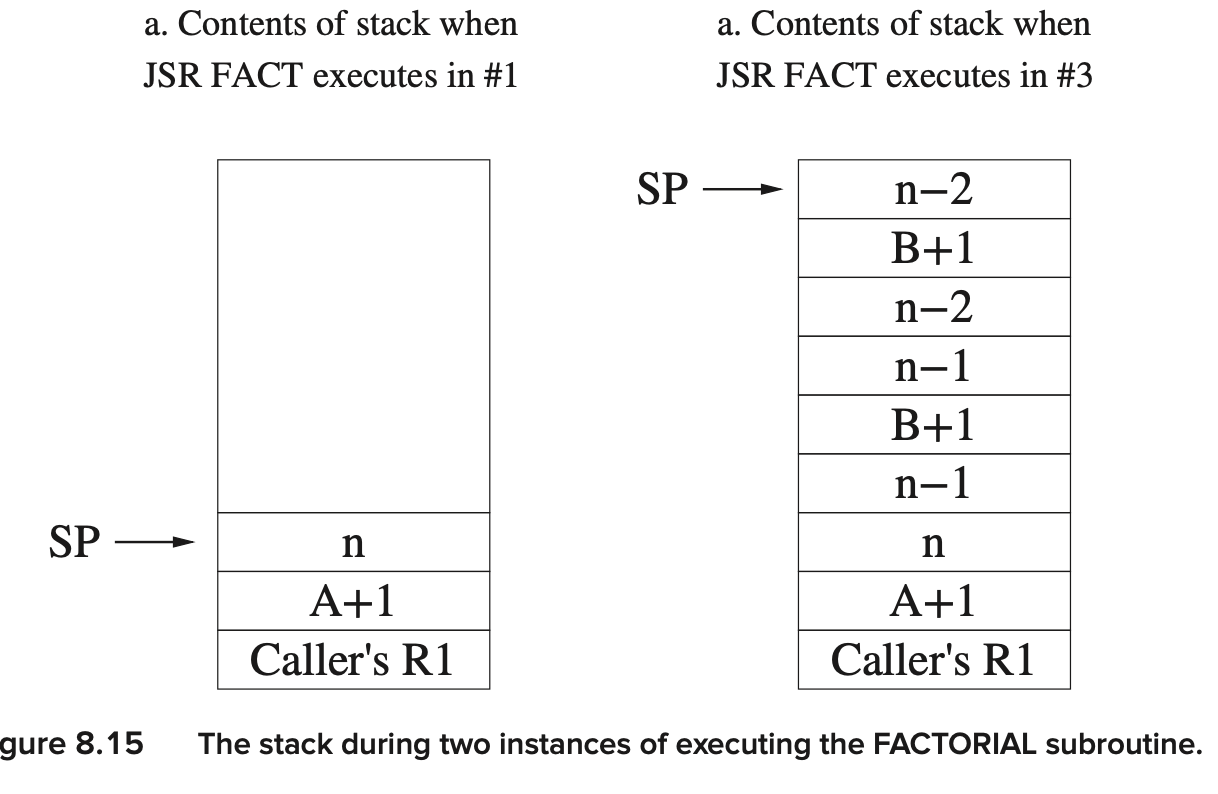 a. Contents of stack when
JSR FACT executes in #1
SP
n
A+1
Caller's R1
a. Contents of stack when
JSR FACT executes in #3
SP
n−2
B+1
n−2
n−1
B+1
n−1
n
A+1
Caller's R1
gure 8.15 The stack during two instances of executing the FACTORIAL subroutine.